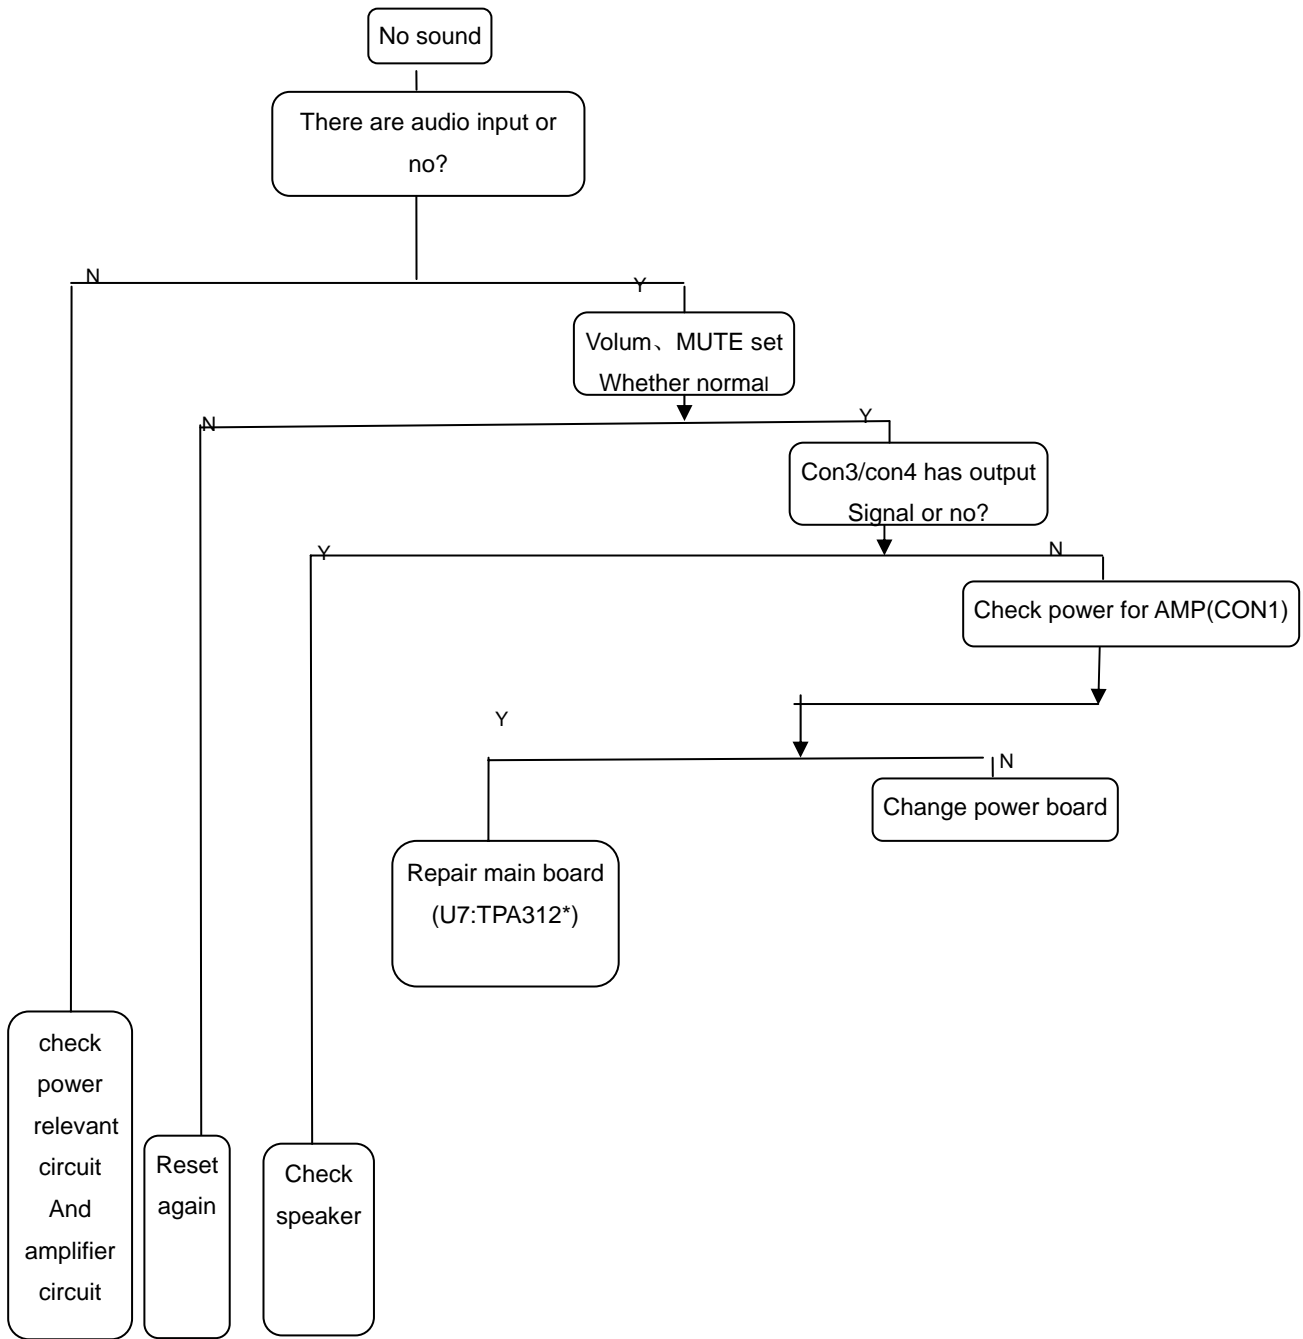 No sound
There are audio input or
no?
N
Y
Volum、MUTE set
Whether normal
N
Y
Con3/con4 has output
Signal or no?
Y
N
Check power for AMP(CON1)
Y
N
Change power board
Repair main board
(U7:TPA312*)
check
power
relevant
circuit
And
amplifier
circuit
Reset
again
Check
speaker